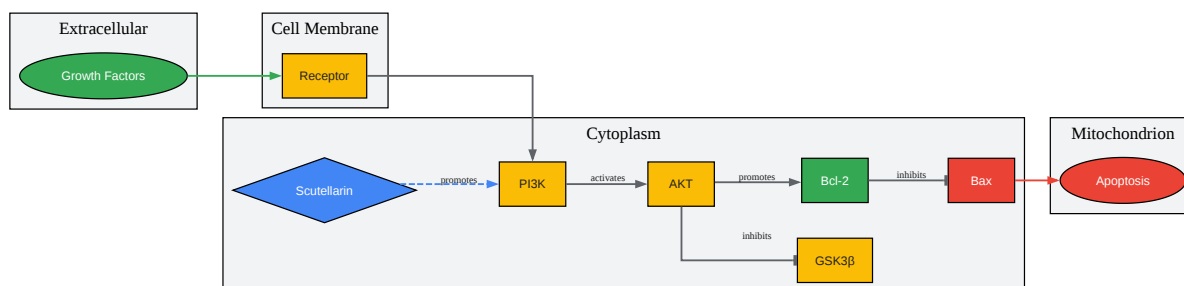 Extracellular
Growth Factors
Cell Membrane
Receptor
Cytoplasm
Scutellarin
promotes
PI3K
activates
AKT
promotes
Bcl-2
inhibits
Bax
inhibits
GSK3β
Mitochondrion
Apoptosis